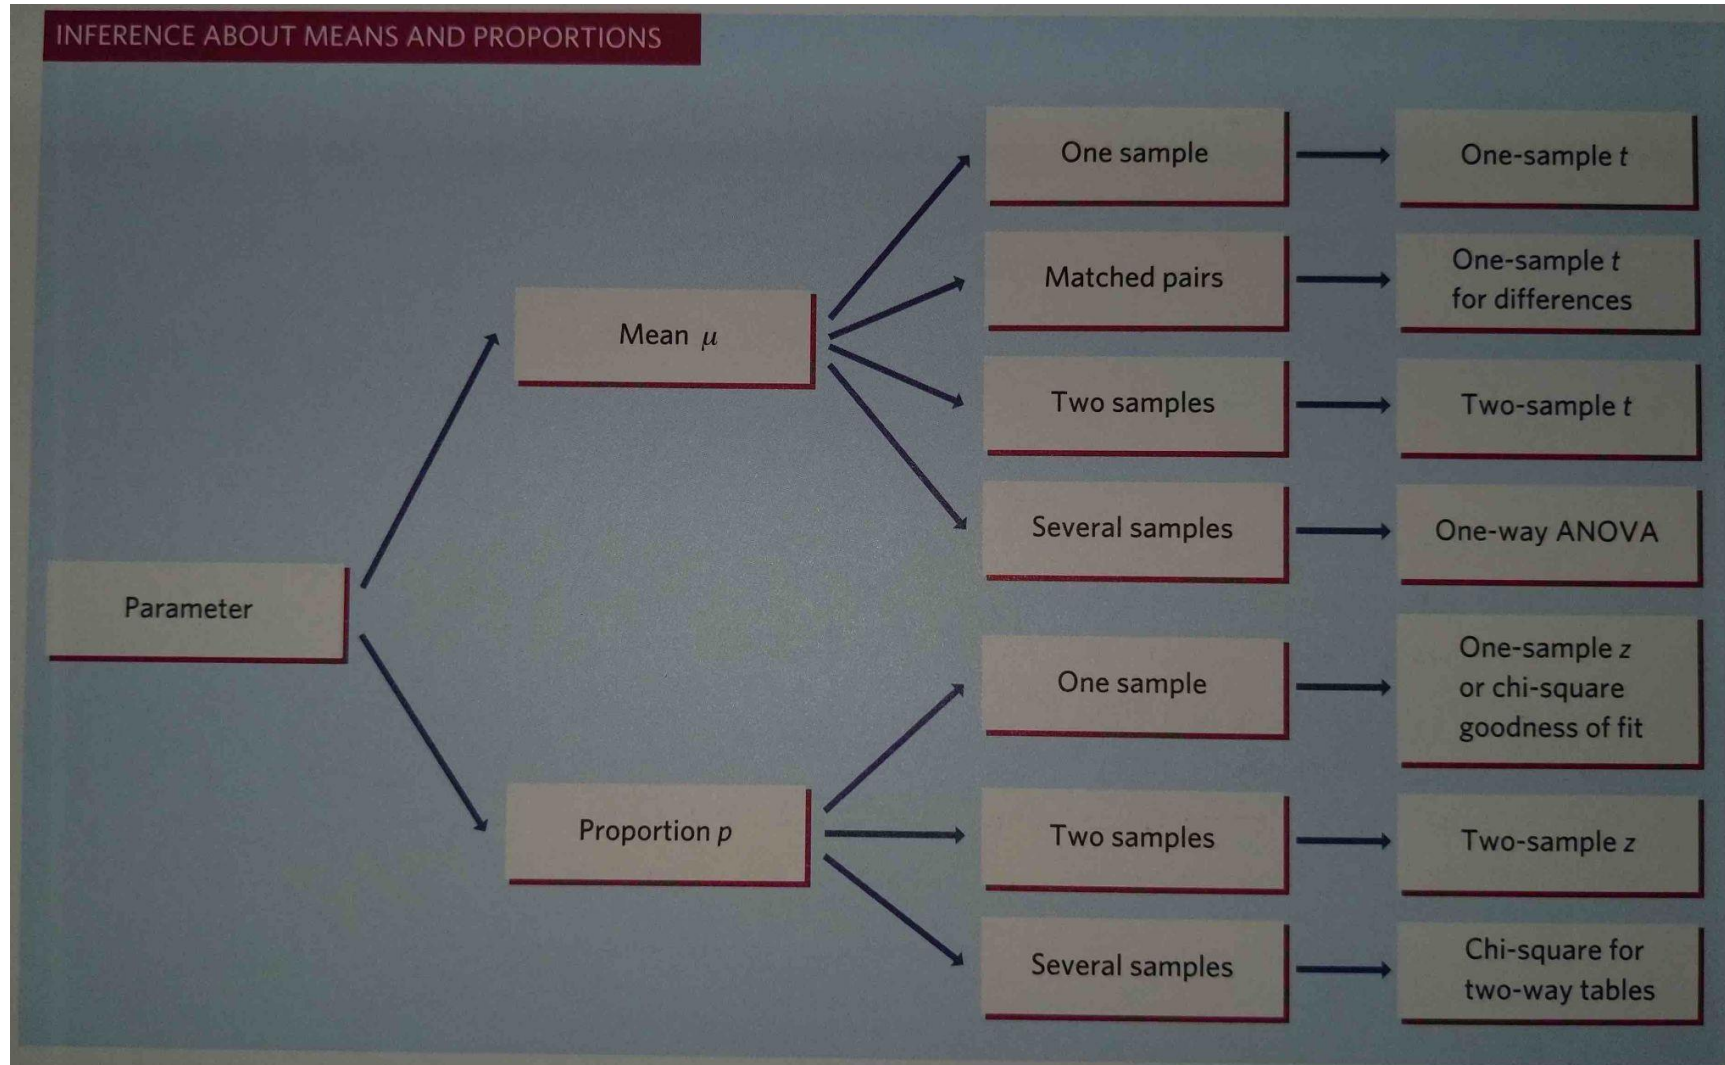 INFERENCE ABOUT MEANS AND PROPORTIONS
Parameter
Mean μ
One sample
One-sample t
Matched pairs
One-sample t
for differences
Two samples
Two-sample t
Several samples
One-way ANOVA
Proportion p
One sample
One-sample z
or chi-square
goodness of fit
Two samples
Two-sample z
Several samples
Chi-square for
two-way tables